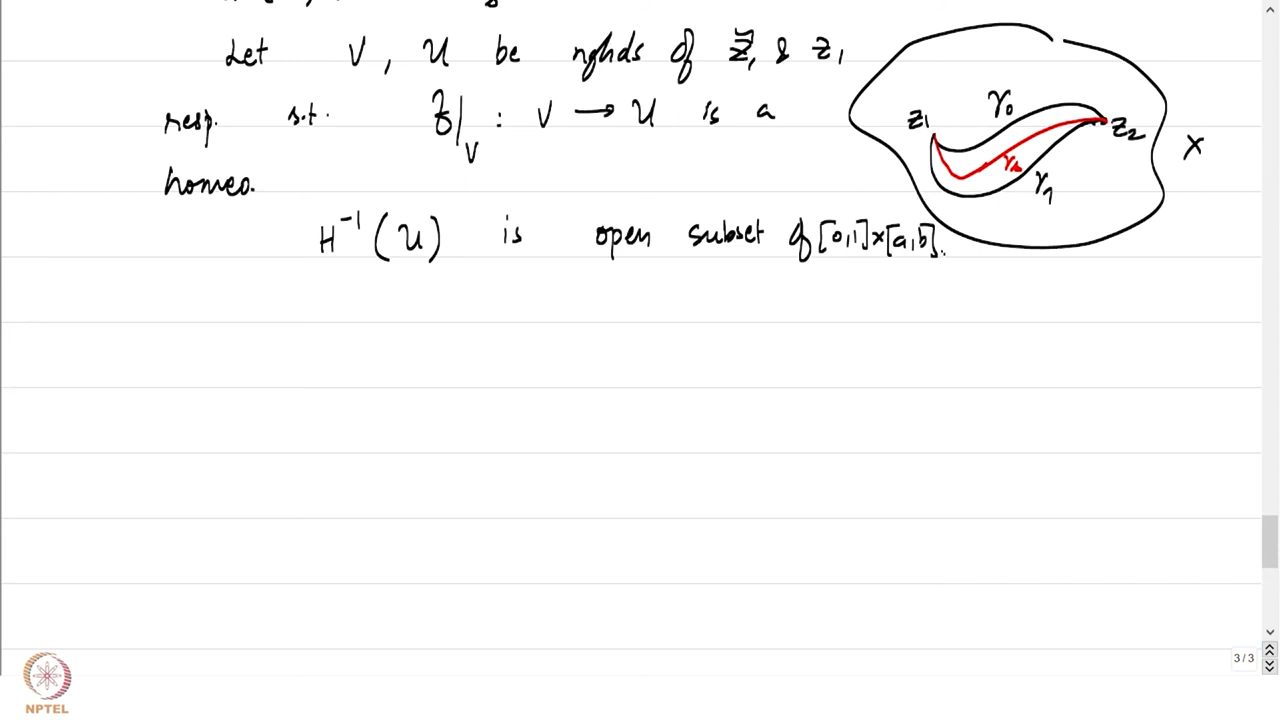 Let V, U be nghds of z̃₁ & z₁
resp. s.t. f|_V : V → U is a
homeo.
H⁻¹(U) is open subset of [0,1]×[a,b].
z₁ γ₀ z₂ X
γ₁
3 / 3
NPTEL